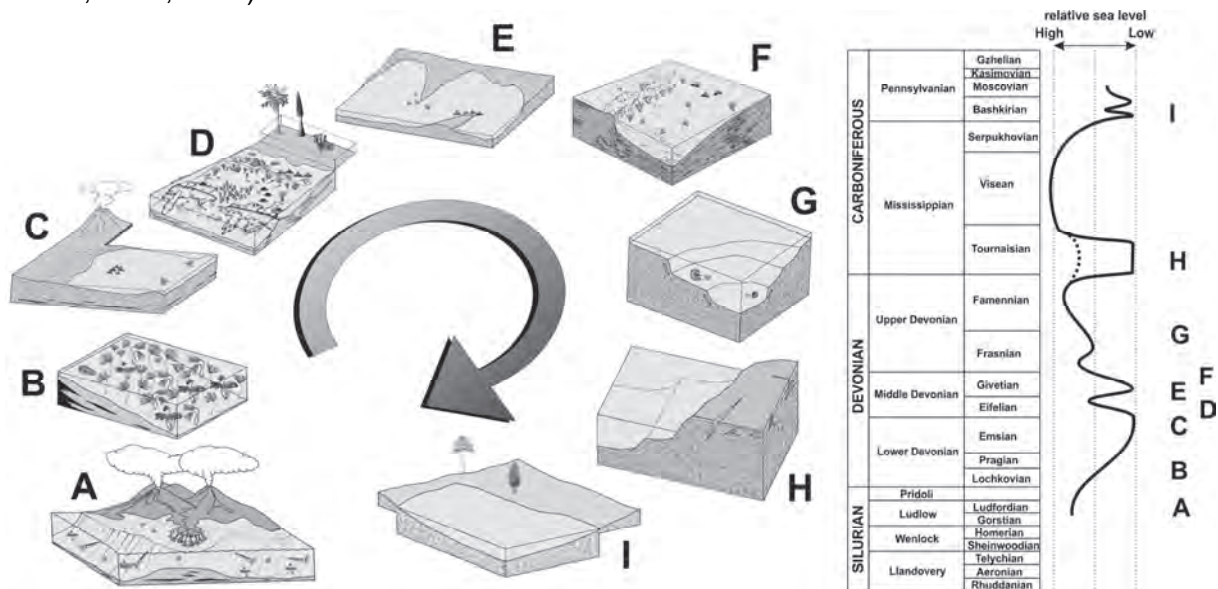 relative sea level
High
Low
E
F
D
C
G
B
A
H
I
CARBONIFEROUS
DEVONIAN
SILURIAN
Pennsylvanian
Mississippian
Upper Devonian
Middle Devonian
Lower Devonian
Pridoli
Ludlow
Wenlock
Llandovery
Gzhelian
Kasimovian
Moscovian
Bashkirian
Serpukhovian
Visean
Tournaisian
Famennian
Frasnian
Givetian
Eifelian
Emsian
Pragian
Lochkovian
Ludfordian
Gorstian
Homerian
Sheinwoodian
Telychian
Aeronian
Rhuddanian
I
H
G
F
E
D
C
B
A